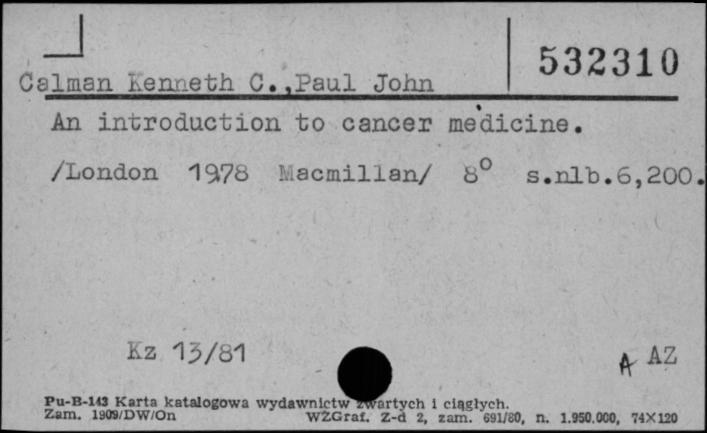 532310
Calman Kenneth C.,Paul John
An introduction to cancer medicine.
/London 1978 Macmillan/ 8° s.nlb.6,200.
Kz 13/81
A AZ
Pu-B-143 Karta katalogowa wydawnictw zwartych i ciągłych.
Zam. 1909/DW/On WZGraf. Z-d 2, zam. 691/80, n. 1.950.000, 74X120